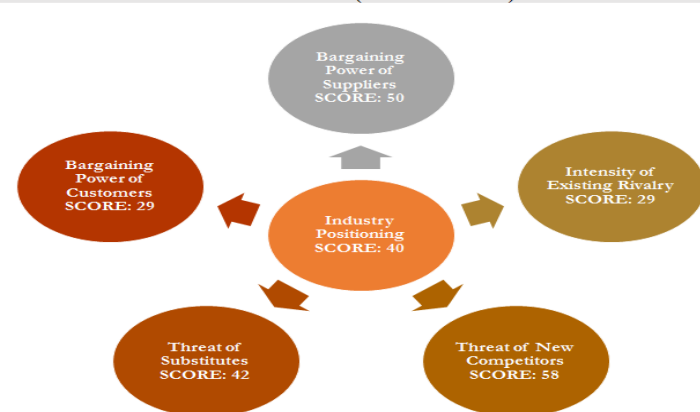 Bargaining
Power of
Suppliers
SCORE: 50
Bargaining
Power of
Customers
SCORE: 29
Intensity of
Existing Rivalry
SCORE: 29
Industry
Positioning
SCORE: 40
Threat of
Substitutes
SCORE: 42
Threat of New
Competitors
SCORE: 58